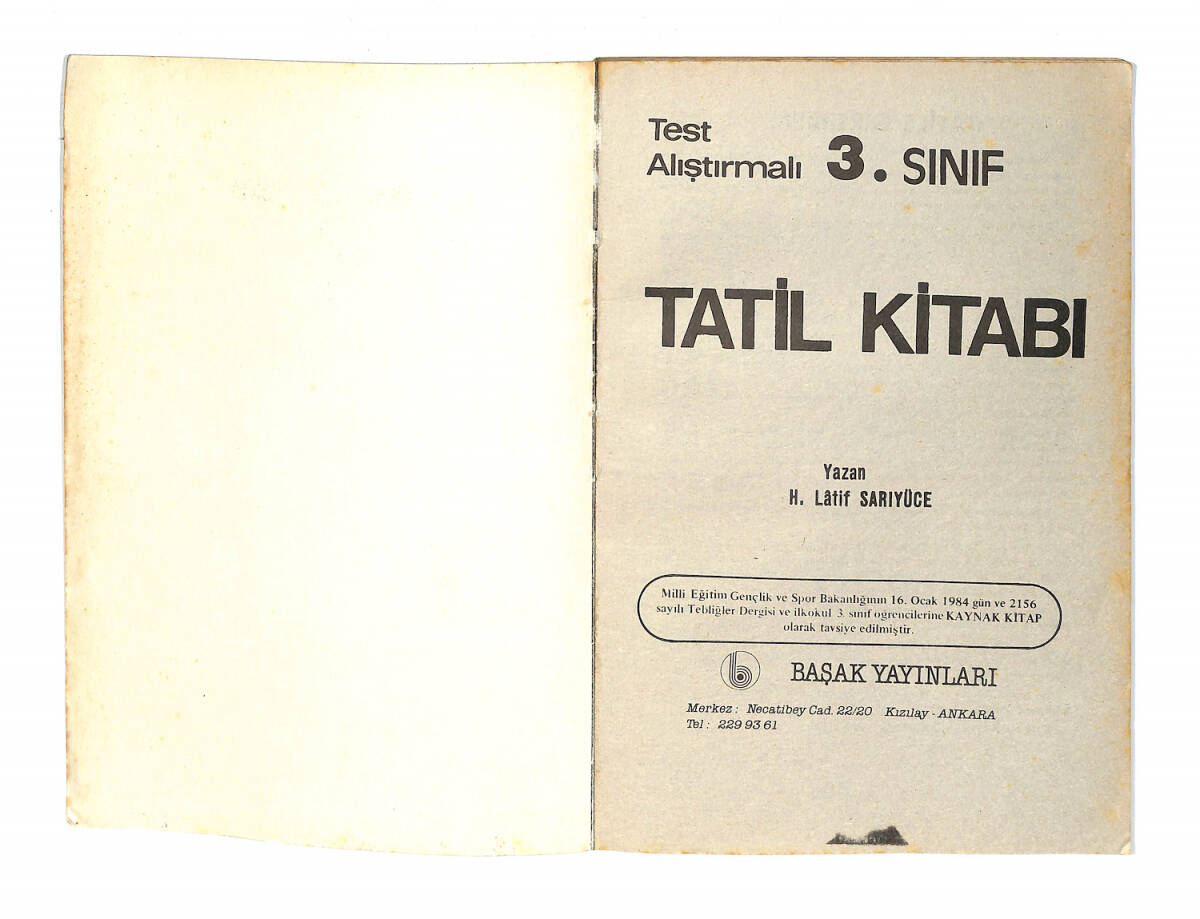 Test
Alıştırmalı 3. SINIF
TATİL KİTABI
Yazan
H. Lâtif SARIYÜCE
Milli Eğitim Gençlik ve Spor Bakanlığının 16. Ocak 1984 gün ve 2156
sayılı Tebliğler Dergisi ve ilkokul 3. sınıf öğrencilerine KAYNAK KİTAP
olarak tavsiye edilmiştir.
b BAŞAK YAYINLARI
Merkez : Necatibey Cad. 22/20 Kızılay - ANKARA
Tel : 229 93 61